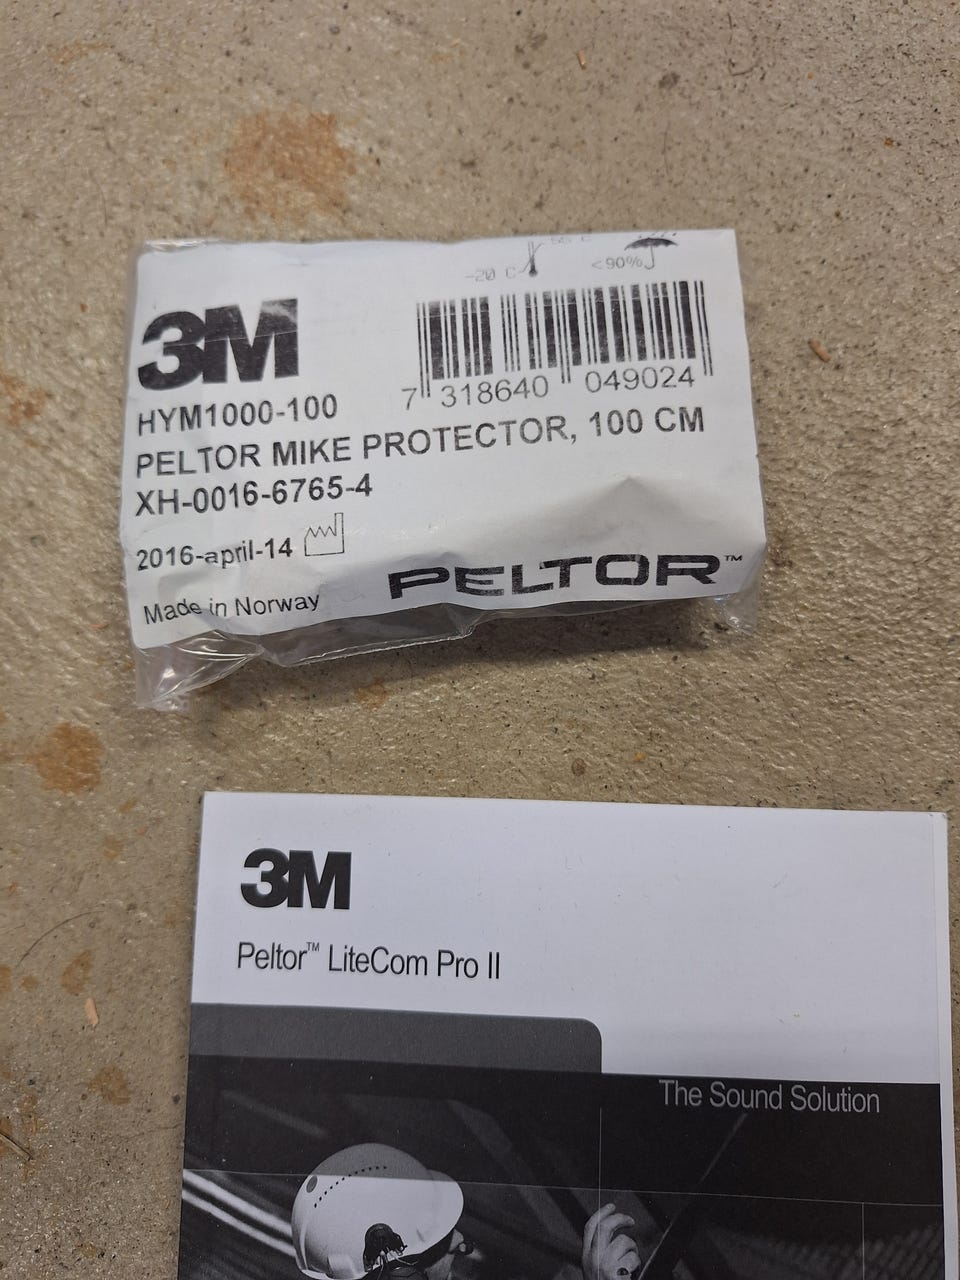 55 C
-20 C
<90%
3M
7 318640 049024
HYM1000-100
PELTOR MIKE PROTECTOR, 100 CM
XH-0016-6765-4
2016-april-14
Made in Norway
PELTOR™
3M
Peltor™ LiteCom Pro II
The Sound Solution